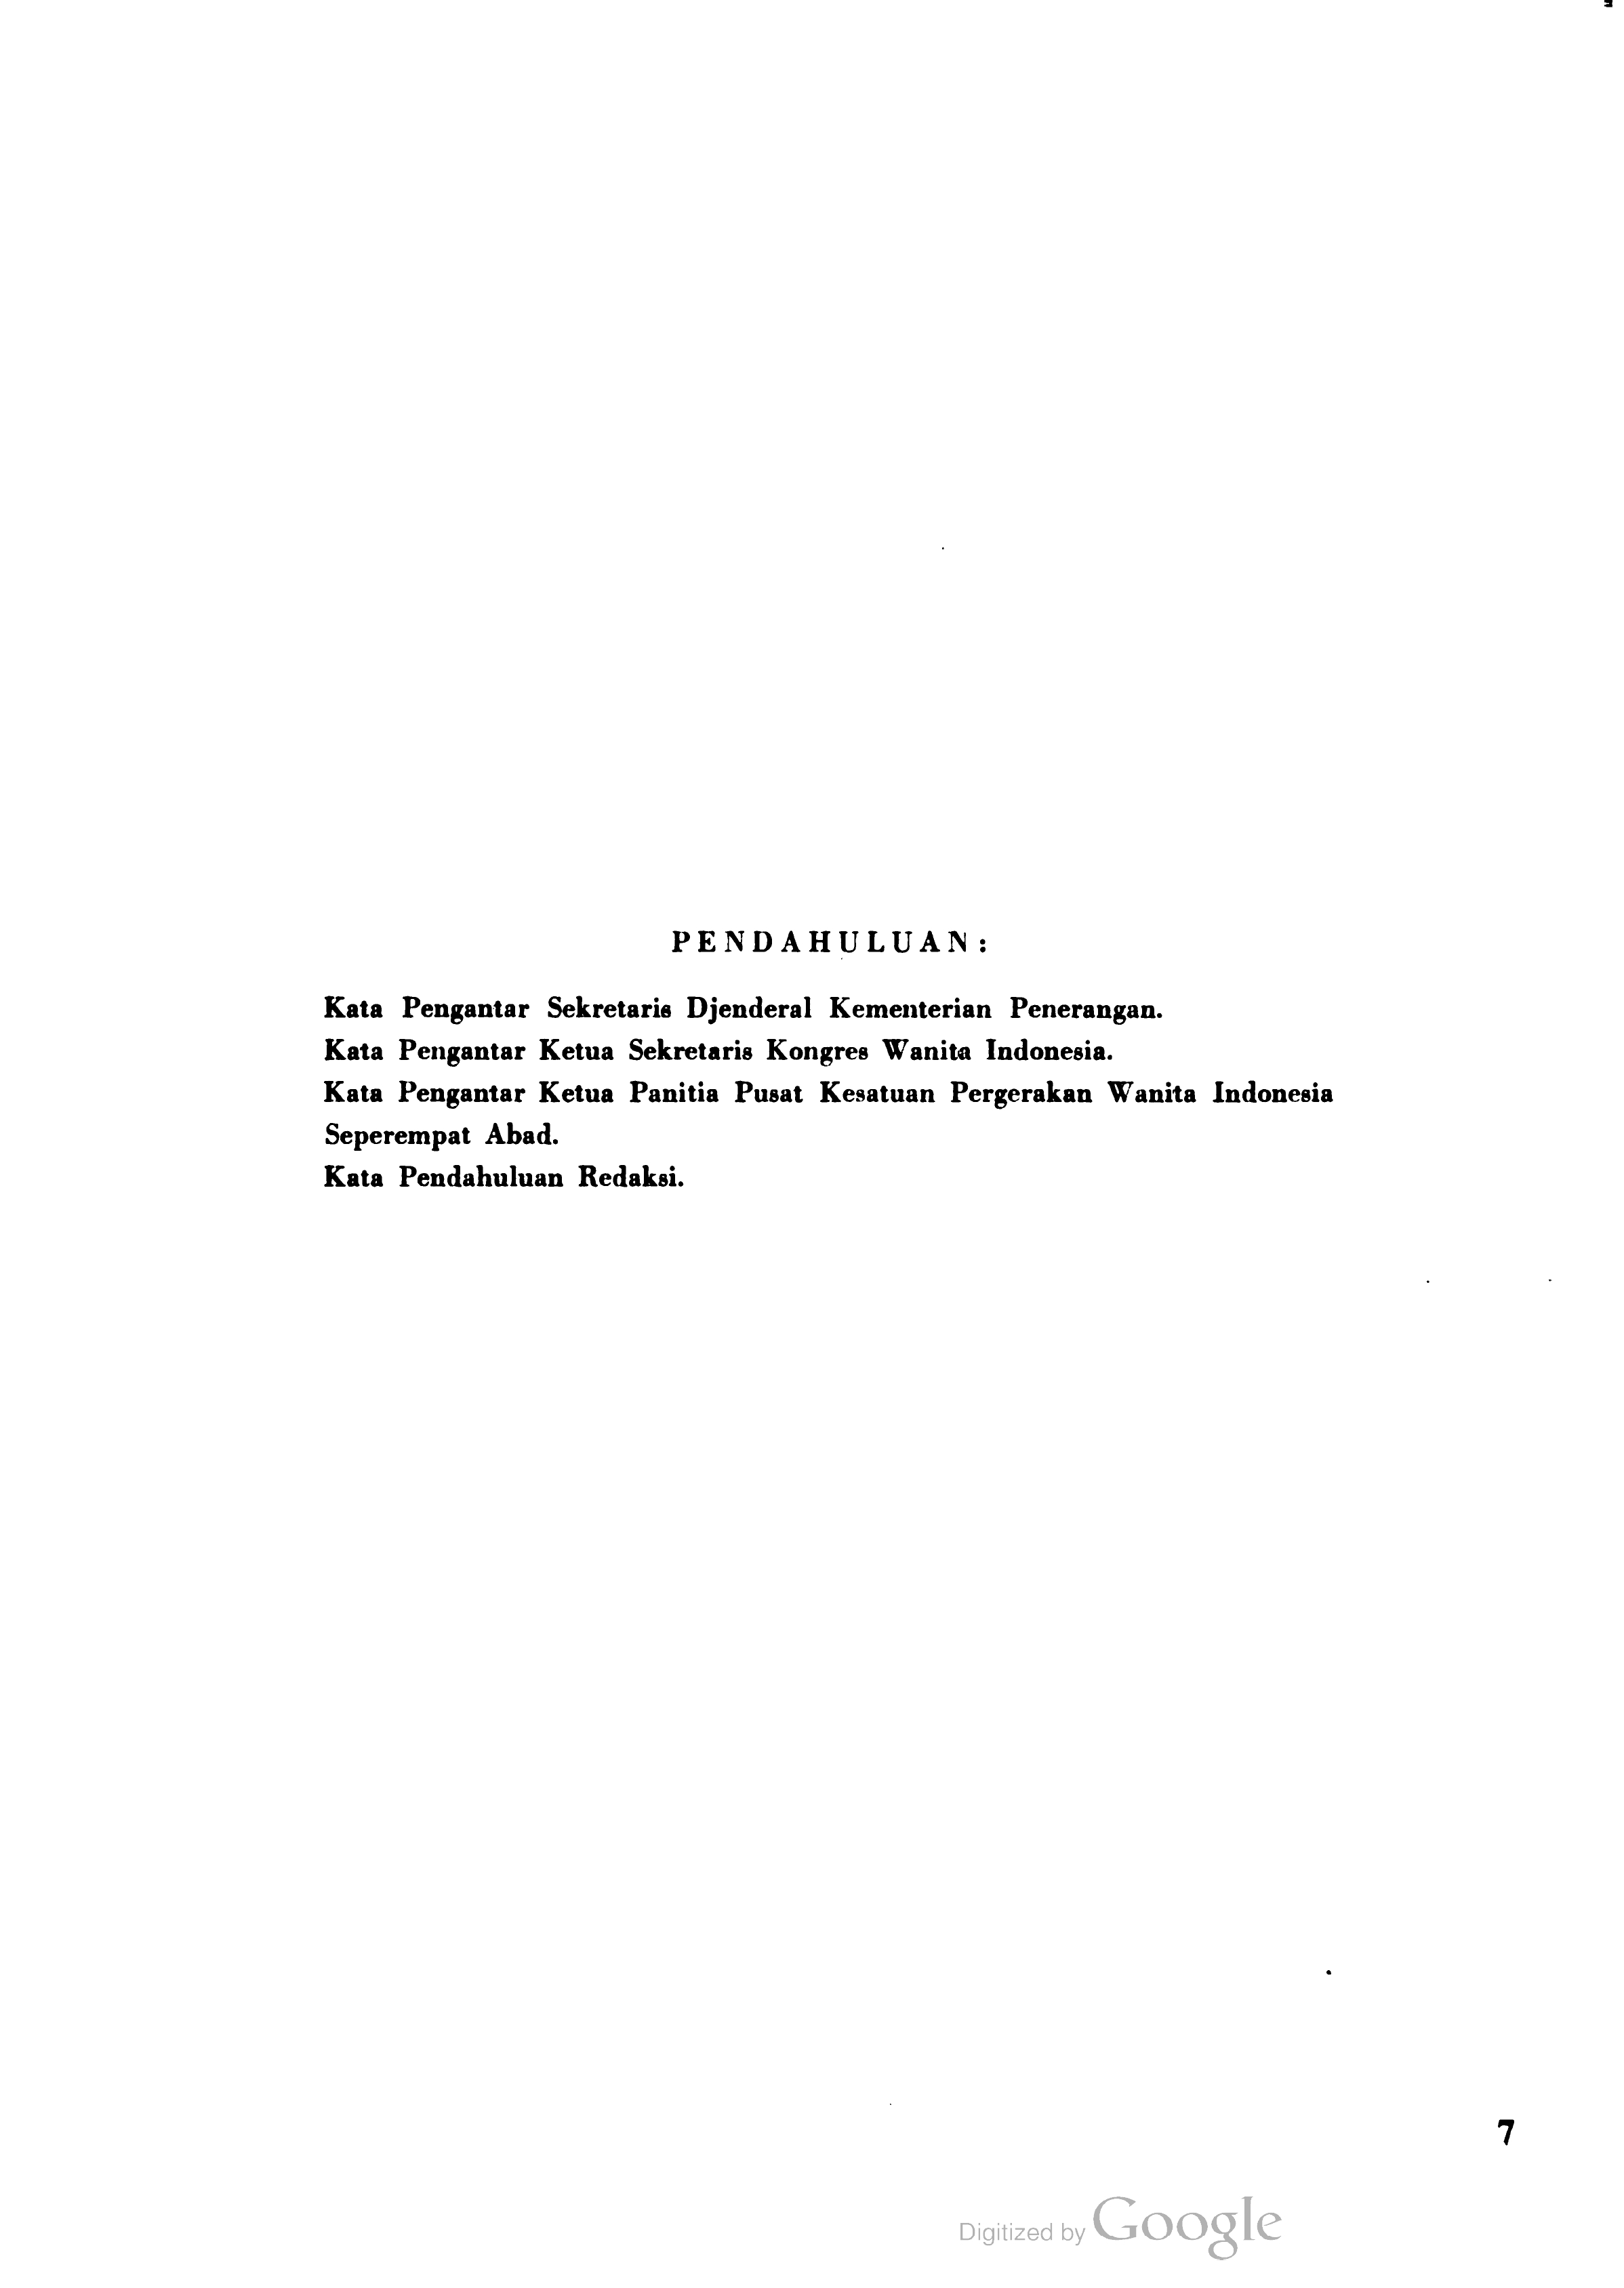 PENDAHULUAN:
Kata Pengantar Sekretaris Djenderal Kementerian Penerangan.
Kata Pengantar Ketua Sekretaris Kongres Wanita Indonesia.
Kata Pengantar Ketua Panitia Pusat Kesatuan Pergerakan Wanita Indonesia
Seperempat Abad.
Kata Pendahuluan Redaksi.
7
Digitized by Google